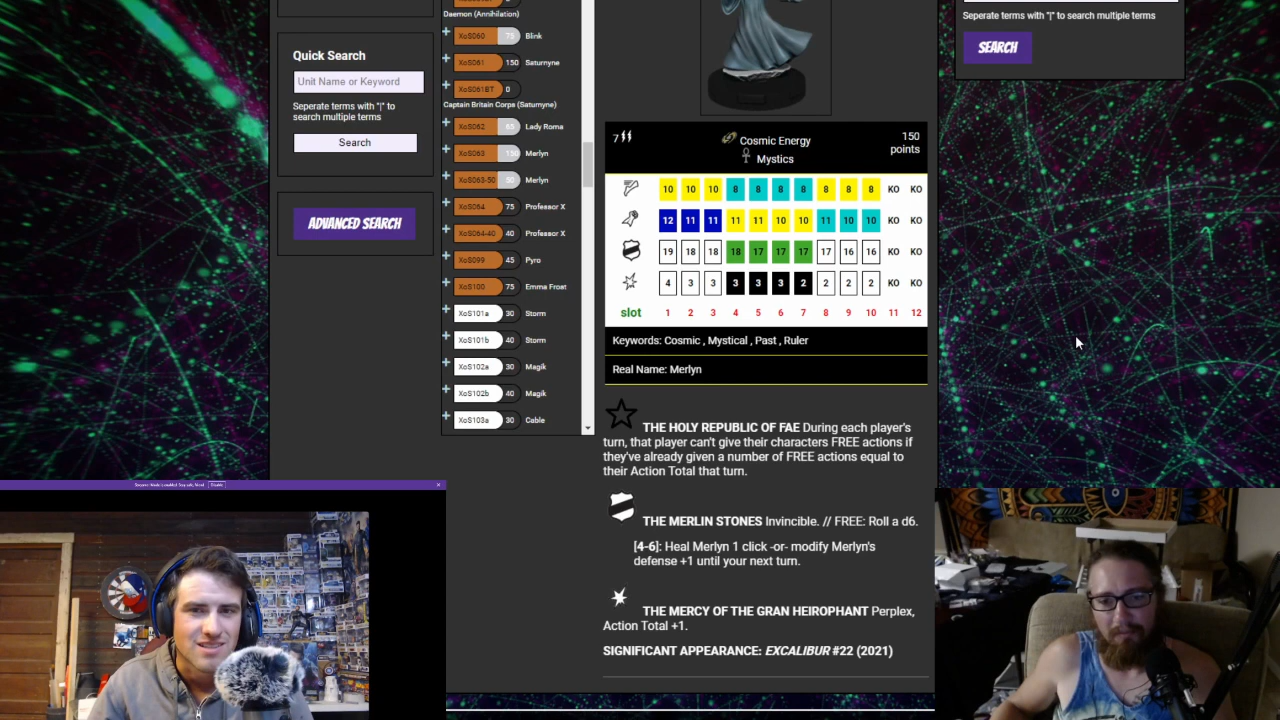 Quick Search
Unit Name or Keyword
Seperate terms with "|" to
search multiple terms
Search
ADVANCED SEARCH
Daemon (Annihilation)
XoS060 75 Blink
XoS061 150 Saturnyne
XoS061BT 0
Captain Britain Corps (Saturnyne)
XoS062 65 Lady Roma
XoS063 150 Merlyn
XoS063-50 50 Merlyn
XoS064 75 Professor X
XoS064-40 40 Professor X
XoS099 45 Pyro
XoS100 75 Emma Frost
XoS101a 30 Storm
XoS101b 40 Storm
XoS102a 30 Magik
XoS102b 40 Magik
XoS103a 30 Cable
7
Cosmic Energy
Mystics
150
points
10 10 10 8 8 8 8 8 8 8 KO KO
12 11 11 11 11 10 10 11 10 10 KO KO
19 18 18 18 17 17 17 17 16 16 KO KO
4 3 3 3 3 3 2 2 2 2 KO KO
slot 1 2 3 4 5 6 7 8 9 10 11 12
Keywords: Cosmic , Mystical , Past , Ruler
Real Name: Merlyn
THE HOLY REPUBLIC OF FAE During each player's
turn, that player can't give their characters FREE actions if
they've already given a number of FREE actions equal to
their Action Total that turn.
THE MERLIN STONES Invincible. // FREE: Roll a d6.
[4-6]: Heal Merlyn 1 click -or- modify Merlyn's
defense +1 until your next turn.
THE MERCY OF THE GRAN HEIROPHANT Perplex,
Action Total +1.
SIGNIFICANT APPEARANCE: EXCALIBUR #22 (2021)
Seperate terms with "|" to search multiple terms
SEARCH